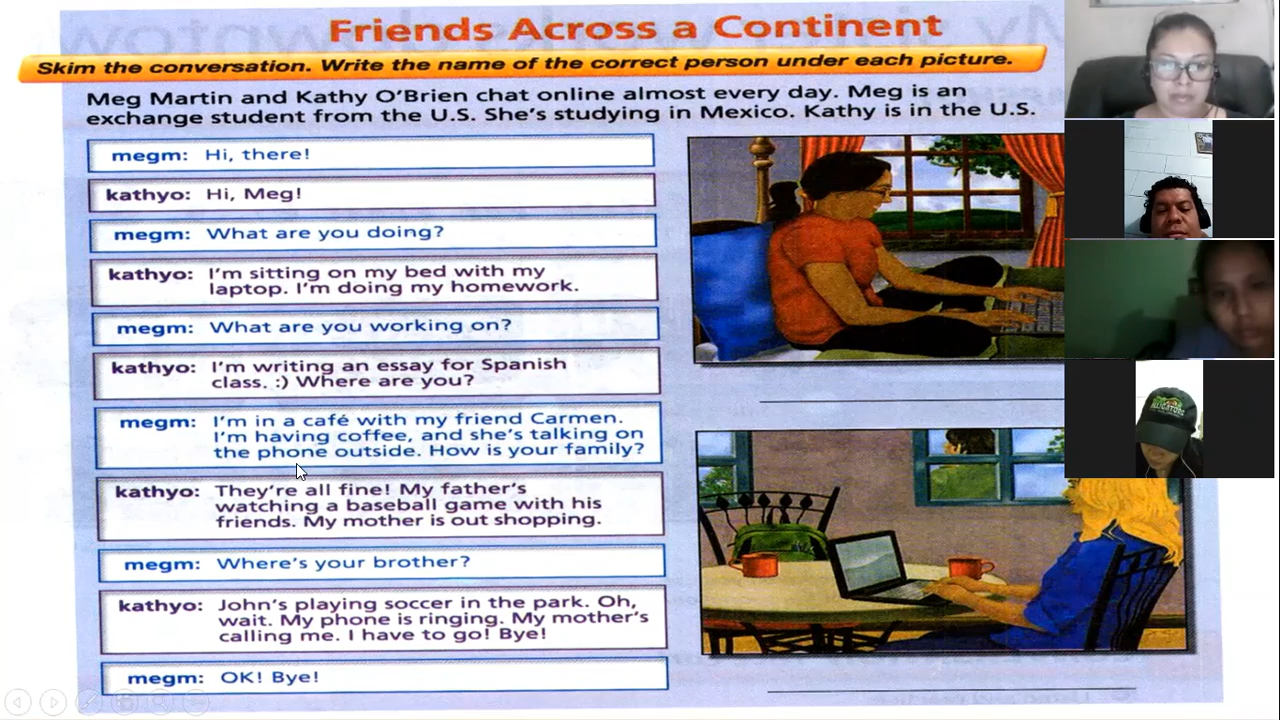 Friends Across a Continent
Skim the conversation. Write the name of the correct person under each picture.
Meg Martin and Kathy O'Brien chat online almost every day. Meg is an
exchange student from the U.S. She's studying in Mexico. Kathy is in the U.S.
megm: Hi, there!
kathyo: Hi, Meg!
megm: What are you doing?
kathyo: I'm sitting on my bed with my
laptop. I'm doing my homework.
megm: What are you working on?
kathyo: I'm writing an essay for Spanish
class. :) Where are you?
megm: I'm in a café with my friend Carmen.
I'm having coffee, and she's talking on
the phone outside. How is your family?
kathyo: They're all fine! My father's
watching a baseball game with his
friends. My mother is out shopping.
megm: Where's your brother?
kathyo: John's playing soccer in the park. Oh,
wait. My phone is ringing. My mother's
calling me. I have to go! Bye!
megm: OK! Bye!